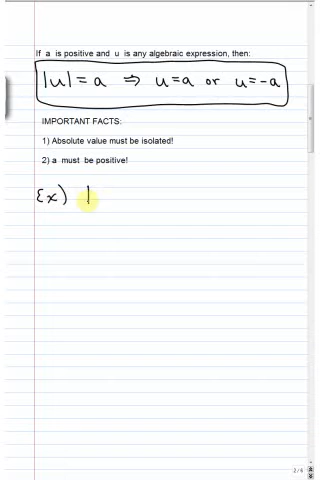 If a is positive and u is any algebraic expression, then:
|u| = a ⇒ u = a or u = -a
IMPORTANT FACTS:
1) Absolute value must be isolated!
2) a must be positive!
Ex) |
2 / 6